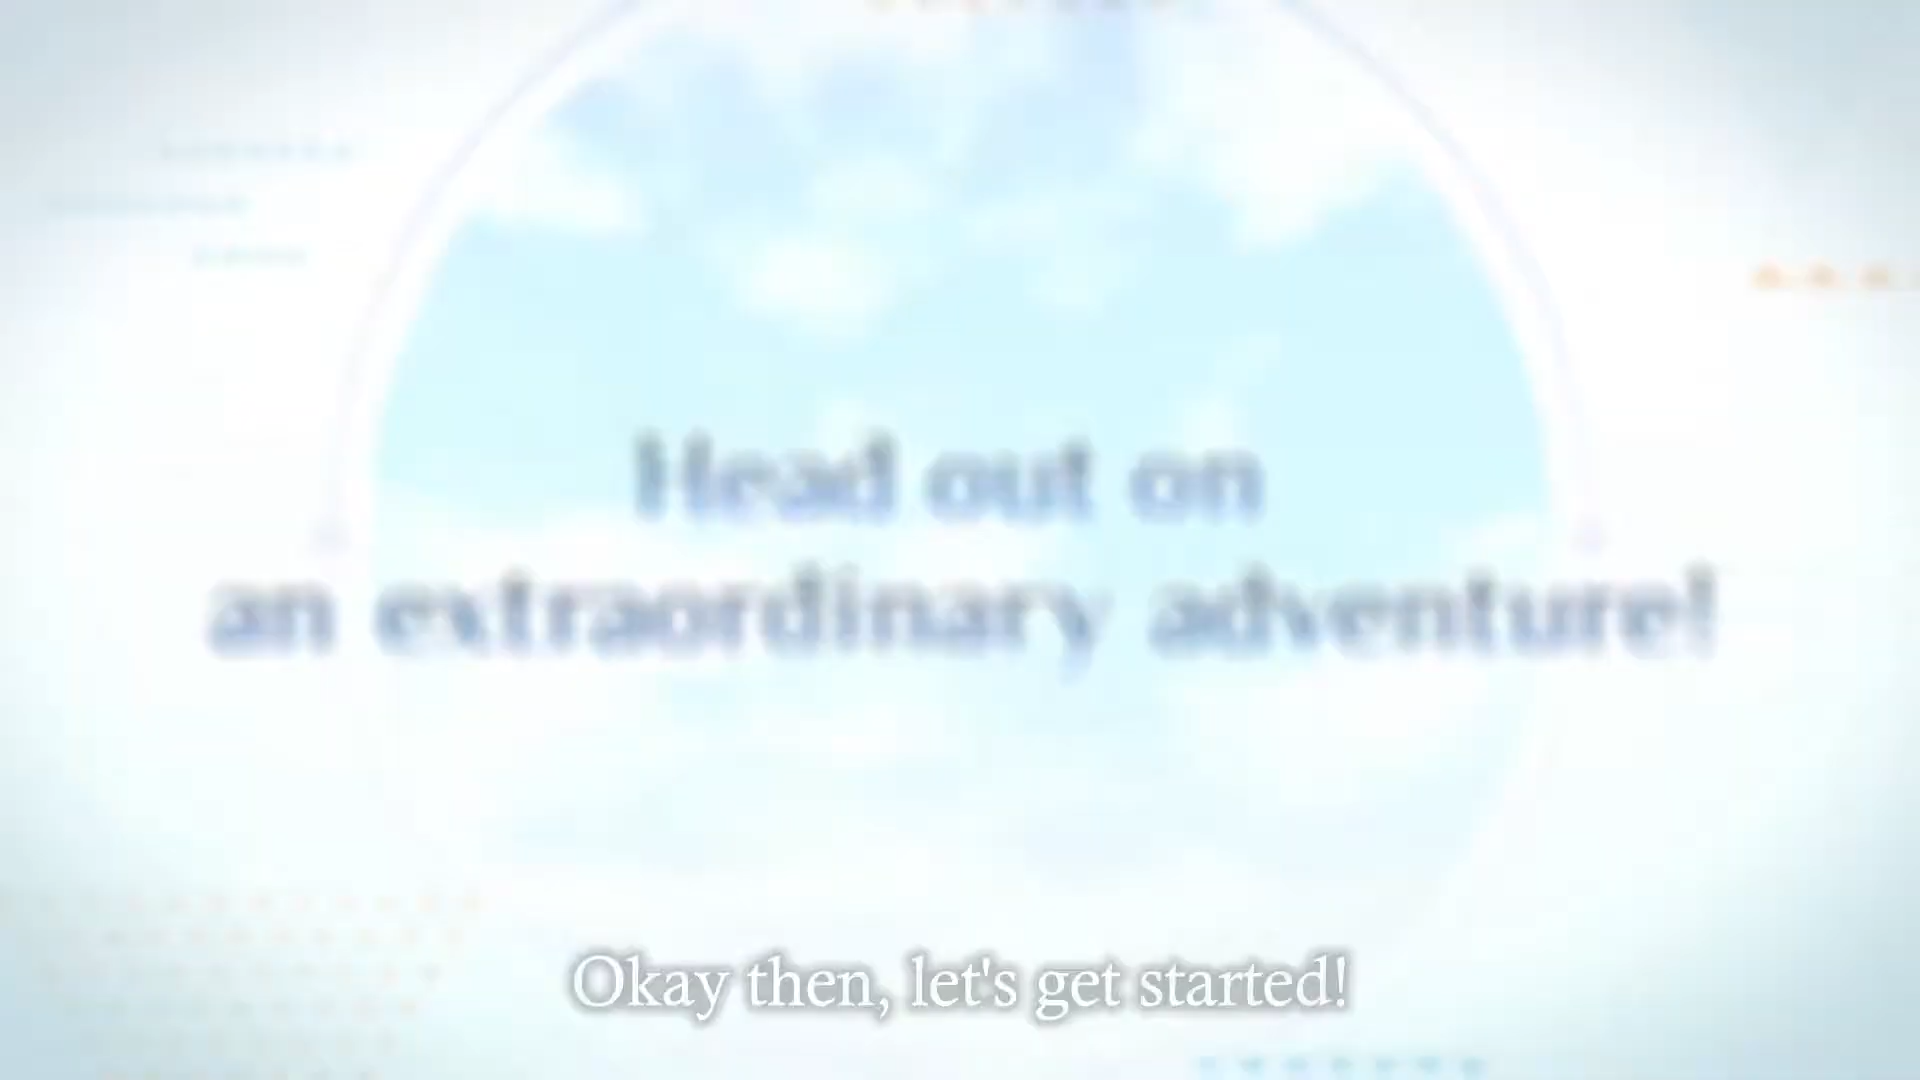 Head out on
an extraordinary adventure!
Okay then, let's get started!